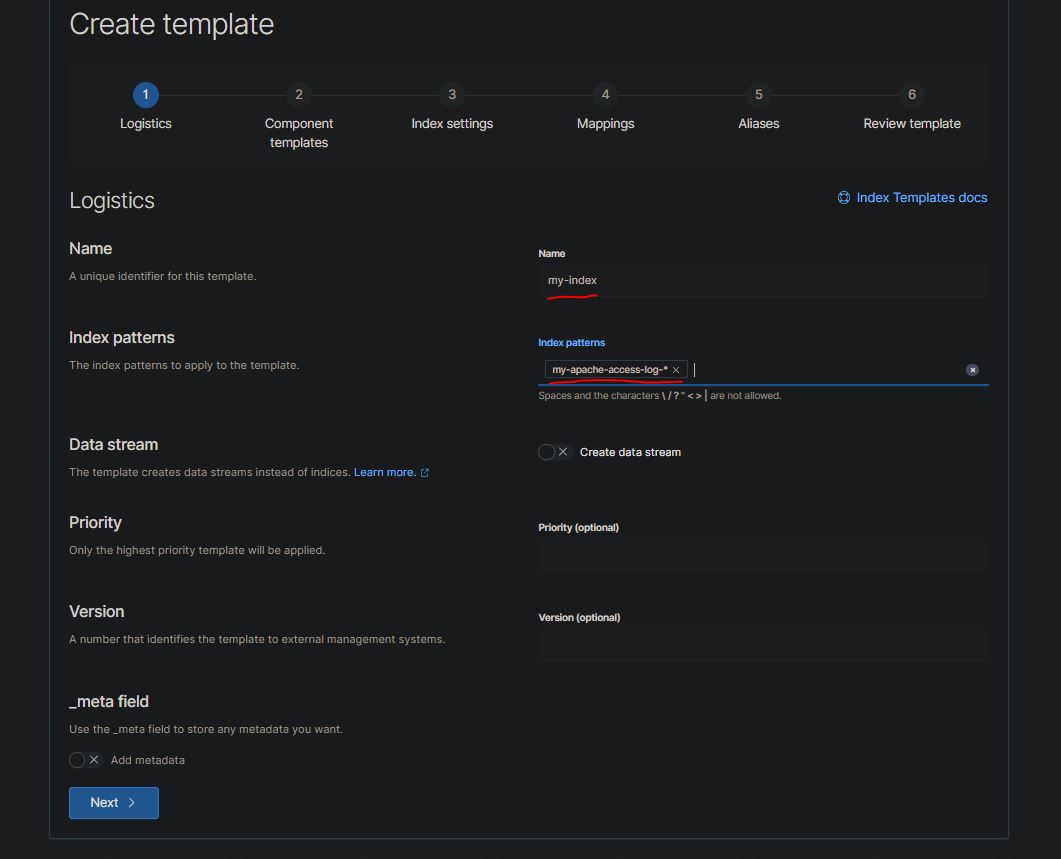 Create template
1
2
3
4
5
6
Logistics
Component
templates
Index settings
Mappings
Aliases
Review template
Logistics
Index Templates docs
Name
A unique identifier for this template.
Name
my-index
Index patterns
The index patterns to apply to the template.
Index patterns
my-apache-access-log-*
Spaces and the characters \ / ? " < > | are not allowed.
Data stream
The template creates data streams instead of indices. Learn more.
Create data stream
Priority
Only the highest priority template will be applied.
Priority (optional)
Version
A number that identifies the template to external management systems.
Version (optional)
_meta field
Use the _meta field to store any metadata you want.
Add metadata
Next